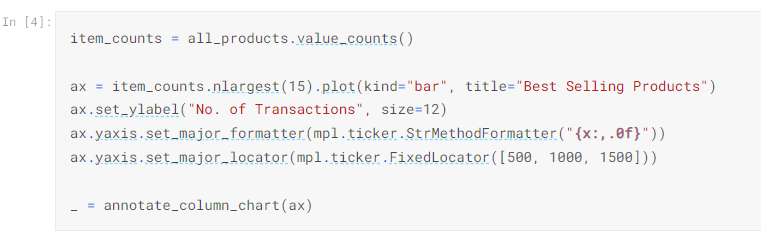 In [4]:
item_counts = all_products.value_counts()
ax = item_counts.nlargest(15).plot(kind="bar", title="Best Selling Products")
ax.set_ylabel("No. of Transactions", size=12)
ax.yaxis.set_major_formatter(mpl.ticker.StrMethodFormatter("{x:,.0f}"))
ax.yaxis.set_major_locator(mpl.ticker.FixedLocator([500, 1000, 1500]))
_ = annotate_column_chart(ax)